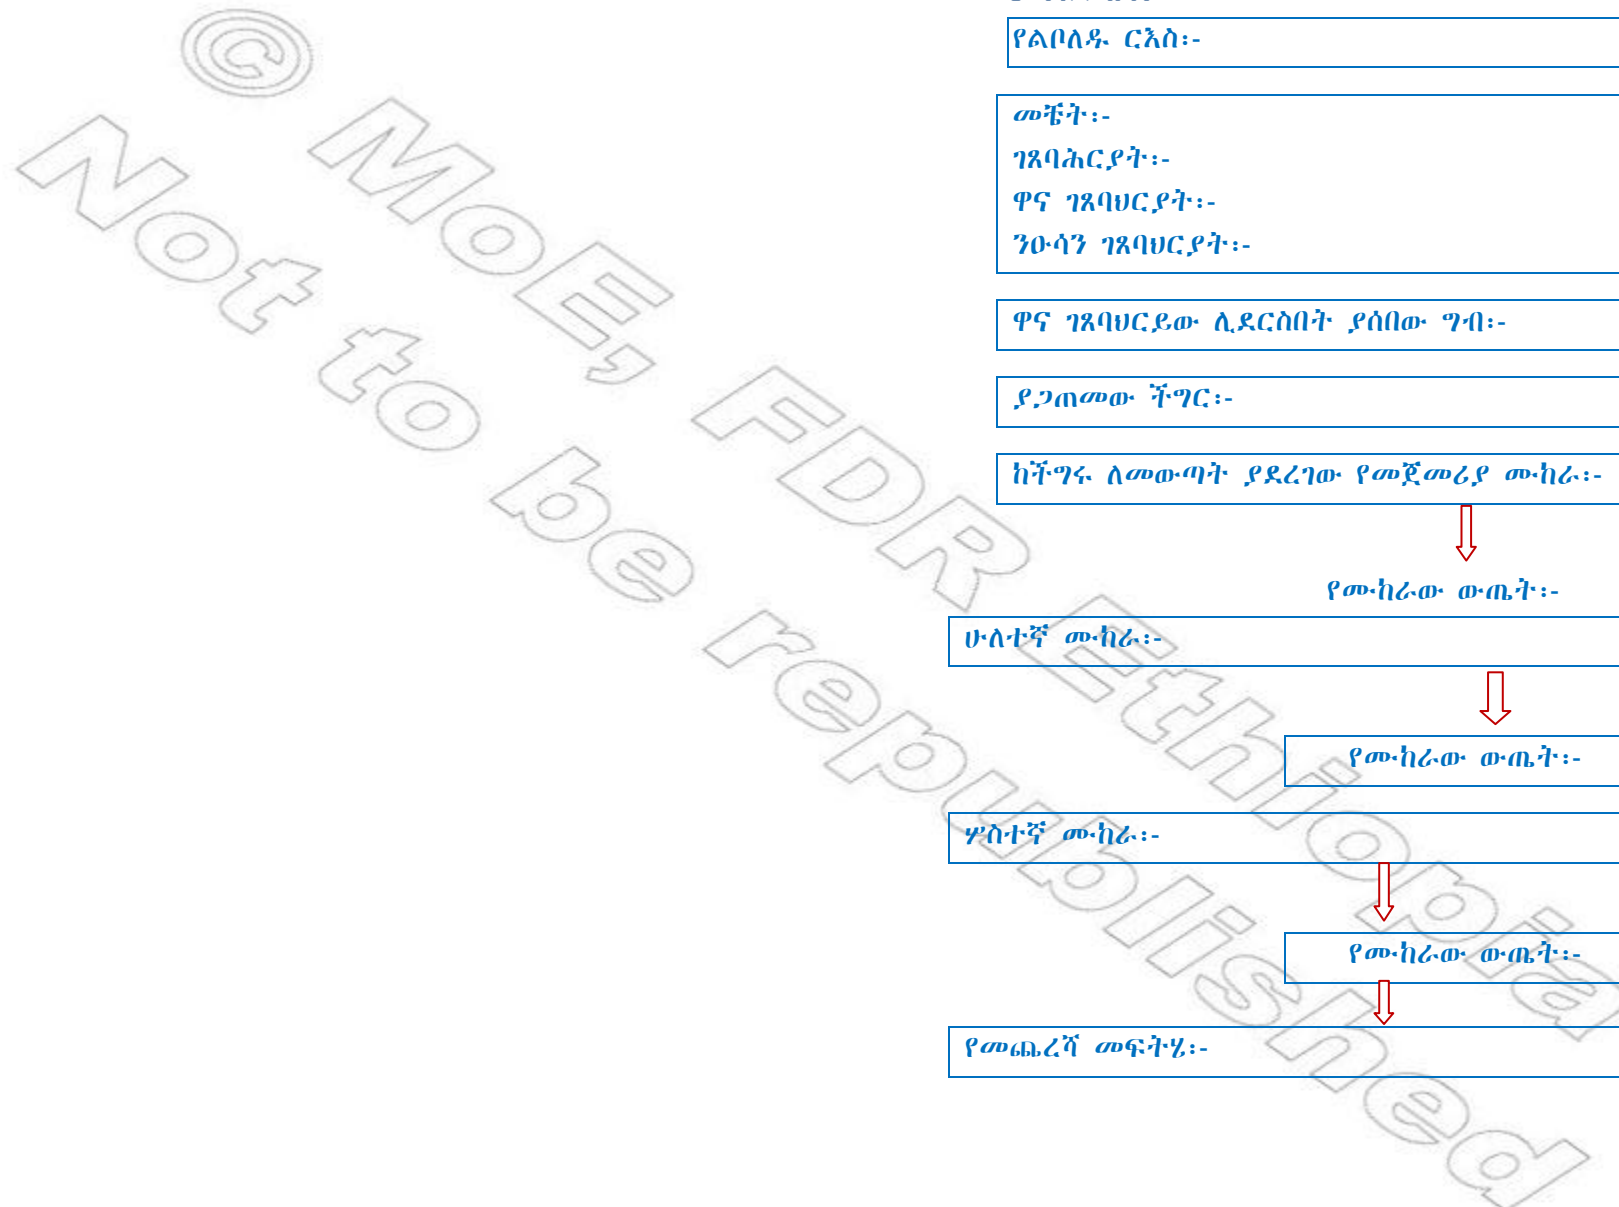 የልቦለዱ ርእስ፡-
መቼት፡-
ገጸባሕርያት፡-
ዋና ገጸባህርያት፡-
ንዑሳን ገጸባህርያት፡-
ዋና ገጸባህርይው ሊደርስበት ያሰበው ግብ፡-
ያጋጠመው ችግር፡-
ከችግሩ ለመውጣት ያደረገው የመጀመሪያ ሙከራ፡-
የሙከራው ውጤት፡-
ሁለተኛ ሙከራ፡-
የሙከራው ውጤት፡-
ሦስተኛ ሙከራ፡-
የሙከራው ውጤት፡-
የመጨረሻ መፍትሄ፡-
© MoE, FDR Ethiopia
Not to be republished